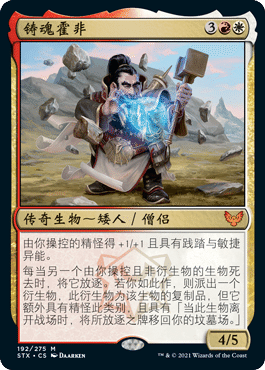 铸魂霍非 3
传奇生物～矮人／僧侣
由你操控的精怪得+1/+1且具有践踏与敏捷
异能。
每当另一个由你操控且非衍生物的生物死
去时，将它放逐。若你如此作，则派出一个
衍生物，此衍生物为该生物的复制品，但它
额外具有精怪此类别，且具有「当此生物离
开战场时，将所放逐之牌移回你的坟墓场。」
4/5
192/275 M
STX • CS DAARKEN
™ & © 2021 Wizards of the Coast